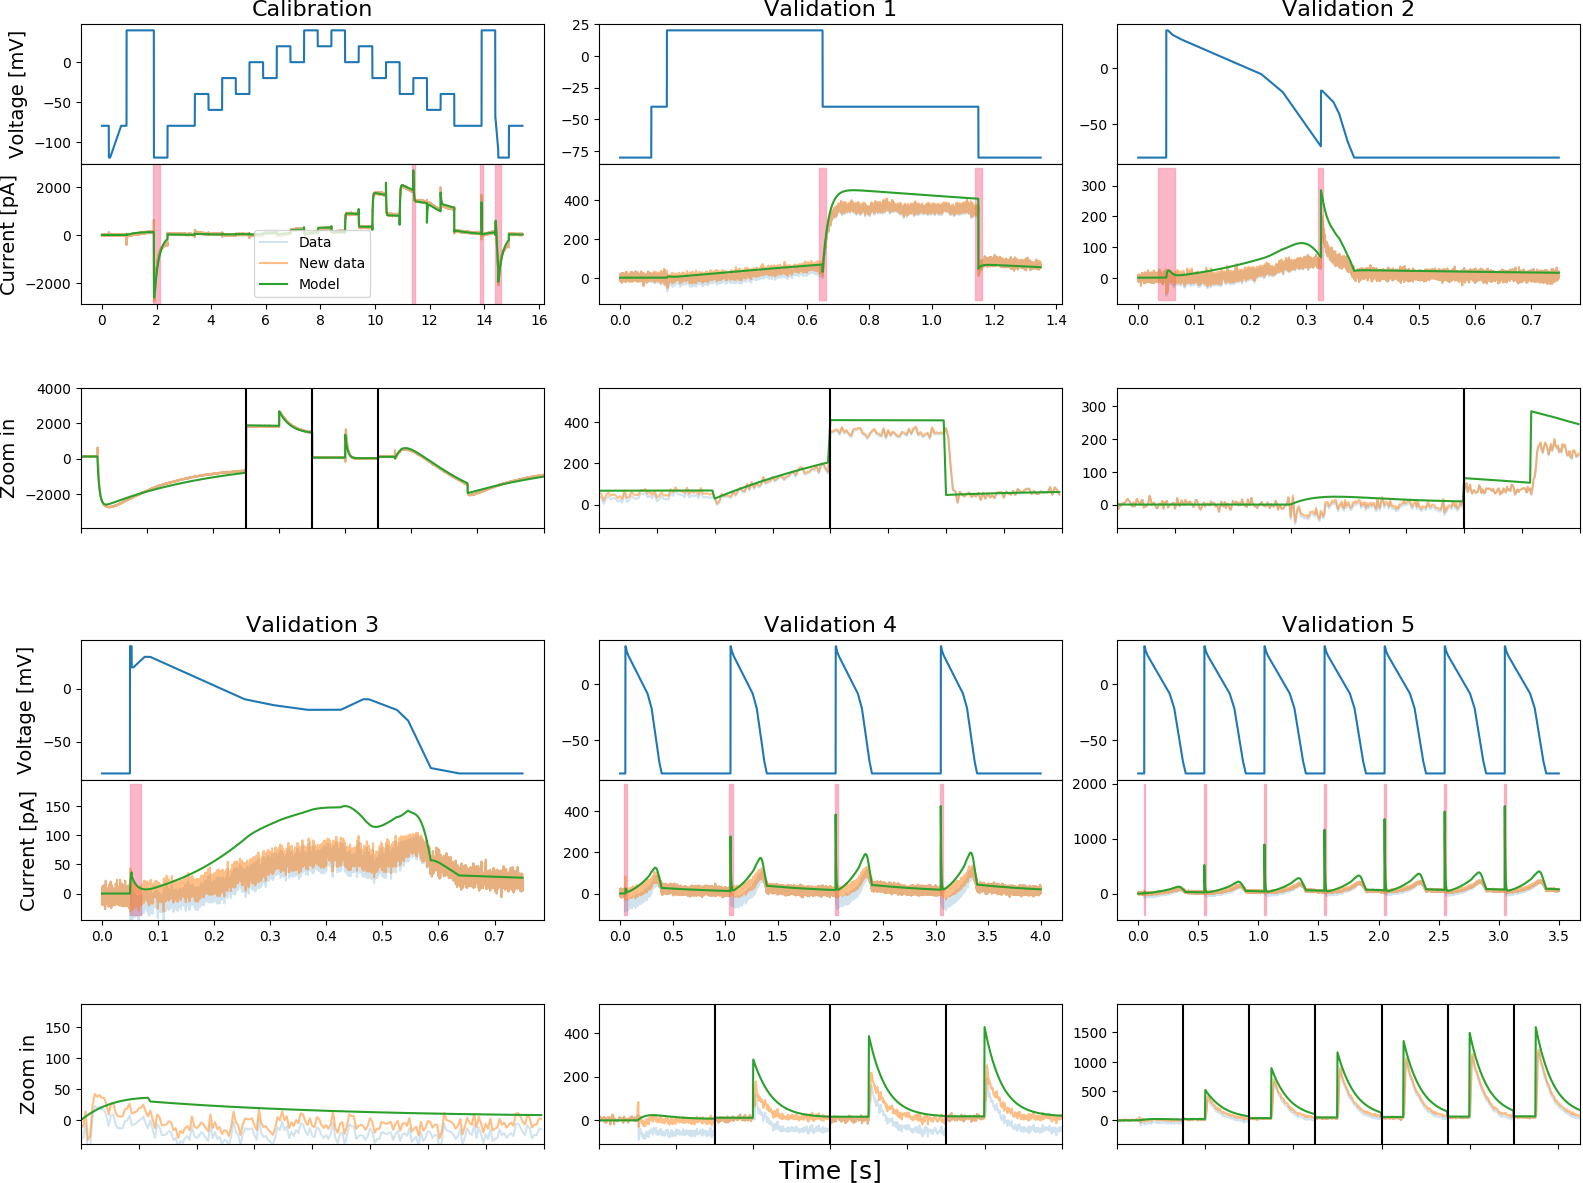 Calibration
Validation 1
Validation 2
Voltage [mV]
0
−50
−100
25
0
−25
−50
−75
0
−50
Current [pA]
2000
0
−2000
Data
New data
Model
0 2 4 6 8 10 12 14 16
400
200
0
0.0 0.2 0.4 0.6 0.8 1.0 1.2 1.4
300
200
100
0
0.0 0.1 0.2 0.3 0.4 0.5 0.6 0.7
Zoom in
4000
2000
0
−2000
400
200
0
300
200
100
0
Validation 3
Validation 4
Validation 5
Voltage [mV]
0
−50
0
−50
0
−50
Current [pA]
150
100
50
0
0.0 0.1 0.2 0.3 0.4 0.5 0.6 0.7
400
200
0
0.0 0.5 1.0 1.5 2.0 2.5 3.0 3.5 4.0
2000
1000
0
0.0 0.5 1.0 1.5 2.0 2.5 3.0 3.5
Zoom in
150
100
50
0
400
200
0
1500
1000
500
0
Time [s]